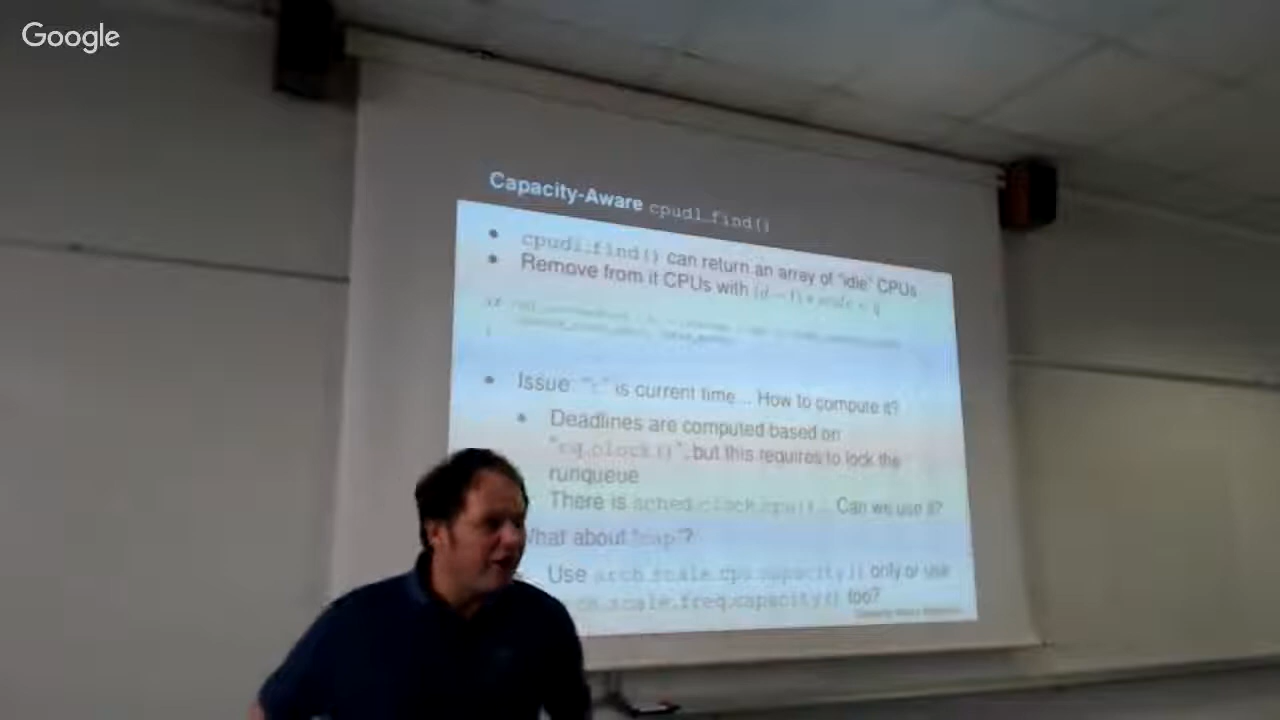 Google
Capacity-Aware cpudl_find()
cpudl_find() can return an array of "idle" CPUs
Remove from it CPUs with
Issue: "t" is current time... How to compute it?
Deadlines are computed based on
"rq_clock()", but this requires to lock the
runqueue
There is sched_clock_cpu()... Can we use it?
What about "cap"?
Use arch_scale_cpu_capacity() only or use
scale_freq_capacity() too?